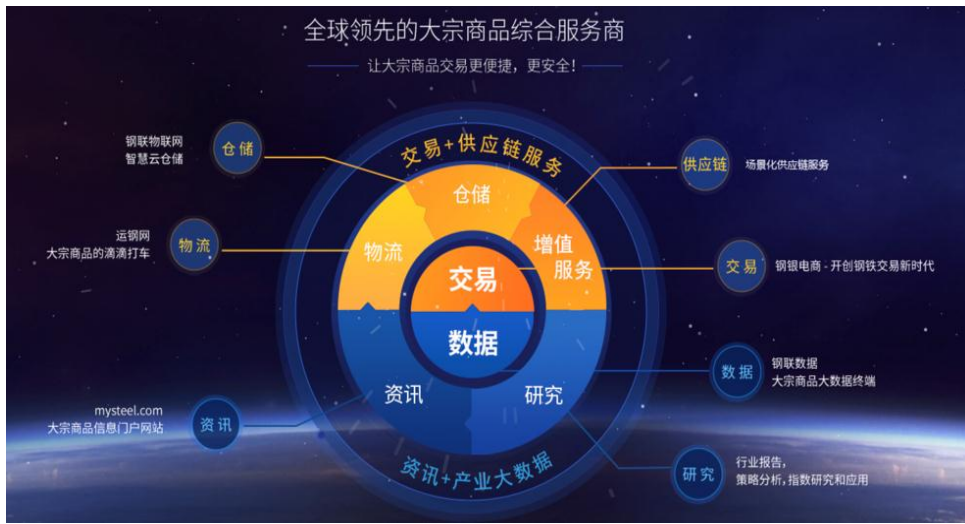 全球领先的大宗商品综合服务商
让大宗商品交易更便捷，更安全！
钢联物联网
智慧云仓储
仓储
运钢网
大宗商品的滴滴打车
物流
mysteel.com
大宗商品信息门户网站
资讯
交易+供应链服务
仓储
物流
增值
服务
交易
数据
资讯
研究
资讯+产业大数据
供应链
场景化供应链服务
交易
钢银电商 - 开创钢铁交易新时代
数据
钢联数据
大宗商品大数据终端
研究
行业报告，
策略分析，指数研究和应用